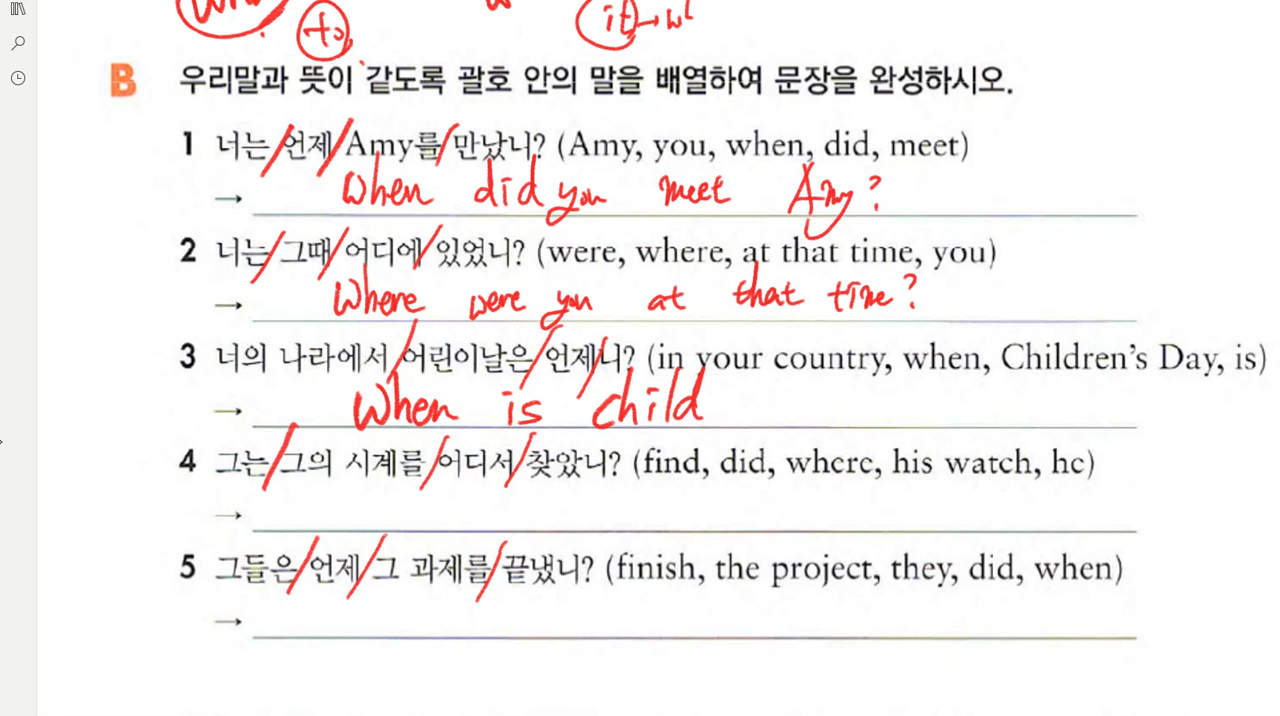 to
it → w
B 우리말과 뜻이 같도록 괄호 안의 말을 배열하여 문장을 완성하시오.
1 너는/언제/Amy를/만났니? (Amy, you, when, did, meet)
→ When did you meet Amy?
2 너는/그때/어디에/있었니? (were, where, at that time, you)
→ Where were you at that time?
3 너의 나라에서/어린이날은/언제/니? (in your country, when, Children's Day, is)
→ When is child
4 그는/그의 시계를/어디서/찾았니? (find, did, where, his watch, he)
→
5 그들은/언제/그 과제를/끝냈니? (finish, the project, they, did, when)
→